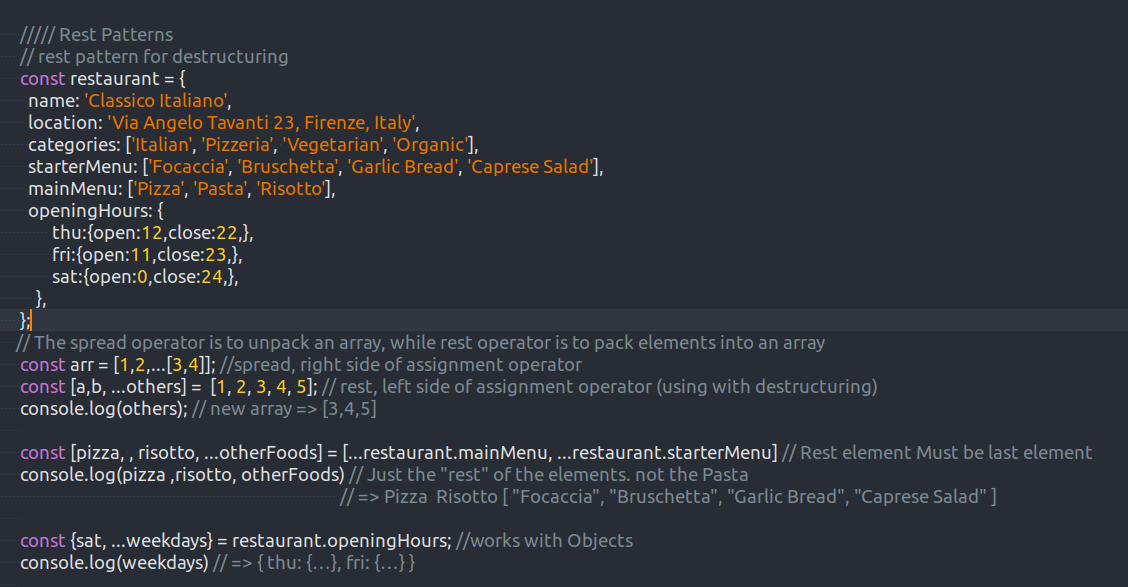 ///// Rest Patterns
// rest pattern for destructuring
const restaurant = {
name: 'Classico Italiano',
location: 'Via Angelo Tavanti 23, Firenze, Italy',
categories: ['Italian', 'Pizzeria', 'Vegetarian', 'Organic'],
starterMenu: ['Focaccia', 'Bruschetta', 'Garlic Bread', 'Caprese Salad'],
mainMenu: ['Pizza', 'Pasta', 'Risotto'],
openingHours: {
thu:{open:12,close:22,},
fri:{open:11,close:23,},
sat:{open:0,close:24,},
},
};
// The spread operator is to unpack an array, while rest operator is to pack elements into an array
const arr = [1,2,...[3,4]]; //spread, right side of assignment operator
const [a,b, ...others] = [1, 2, 3, 4, 5]; // rest, left side of assignment operator (using with destructuring)
console.log(others); // new array => [3,4,5]
const [pizza, , risotto, ...otherFoods] = [...restaurant.mainMenu, ...restaurant.starterMenu] // Rest element Must be last element
console.log(pizza ,risotto, otherFoods) // Just the "rest" of the elements. not the Pasta
// => Pizza Risotto [ "Focaccia", "Bruschetta", "Garlic Bread", "Caprese Salad" ]
const {sat, ...weekdays} = restaurant.openingHours; //works with Objects
console.log(weekdays) // => { thu: {…}, fri: {…} }